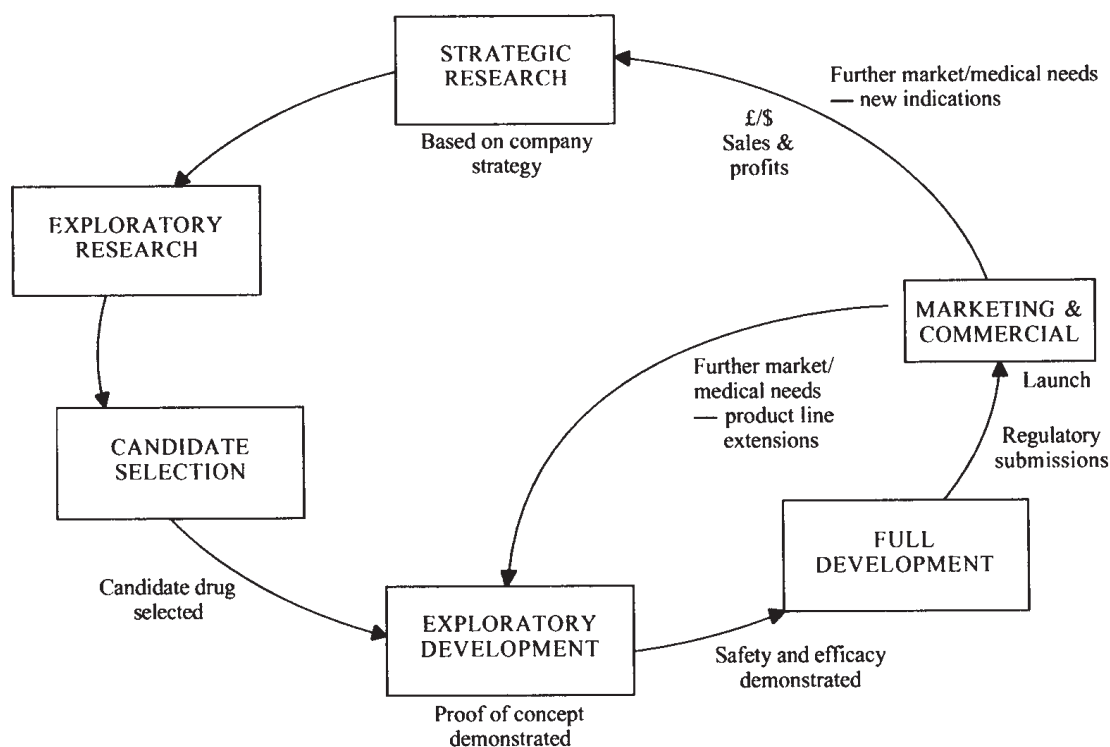 STRATEGIC
RESEARCH
Based on company
strategy
Further market/medical needs
— new indications
£/$
Sales &
profits
EXPLORATORY
RESEARCH
MARKETING &
COMMERCIAL
Launch
Further market/
medical needs
— product line
extensions
CANDIDATE
SELECTION
Regulatory
submissions
FULL
DEVELOPMENT
Candidate drug
selected
EXPLORATORY
DEVELOPMENT
Safety and efficacy
demonstrated
Proof of concept
demonstrated